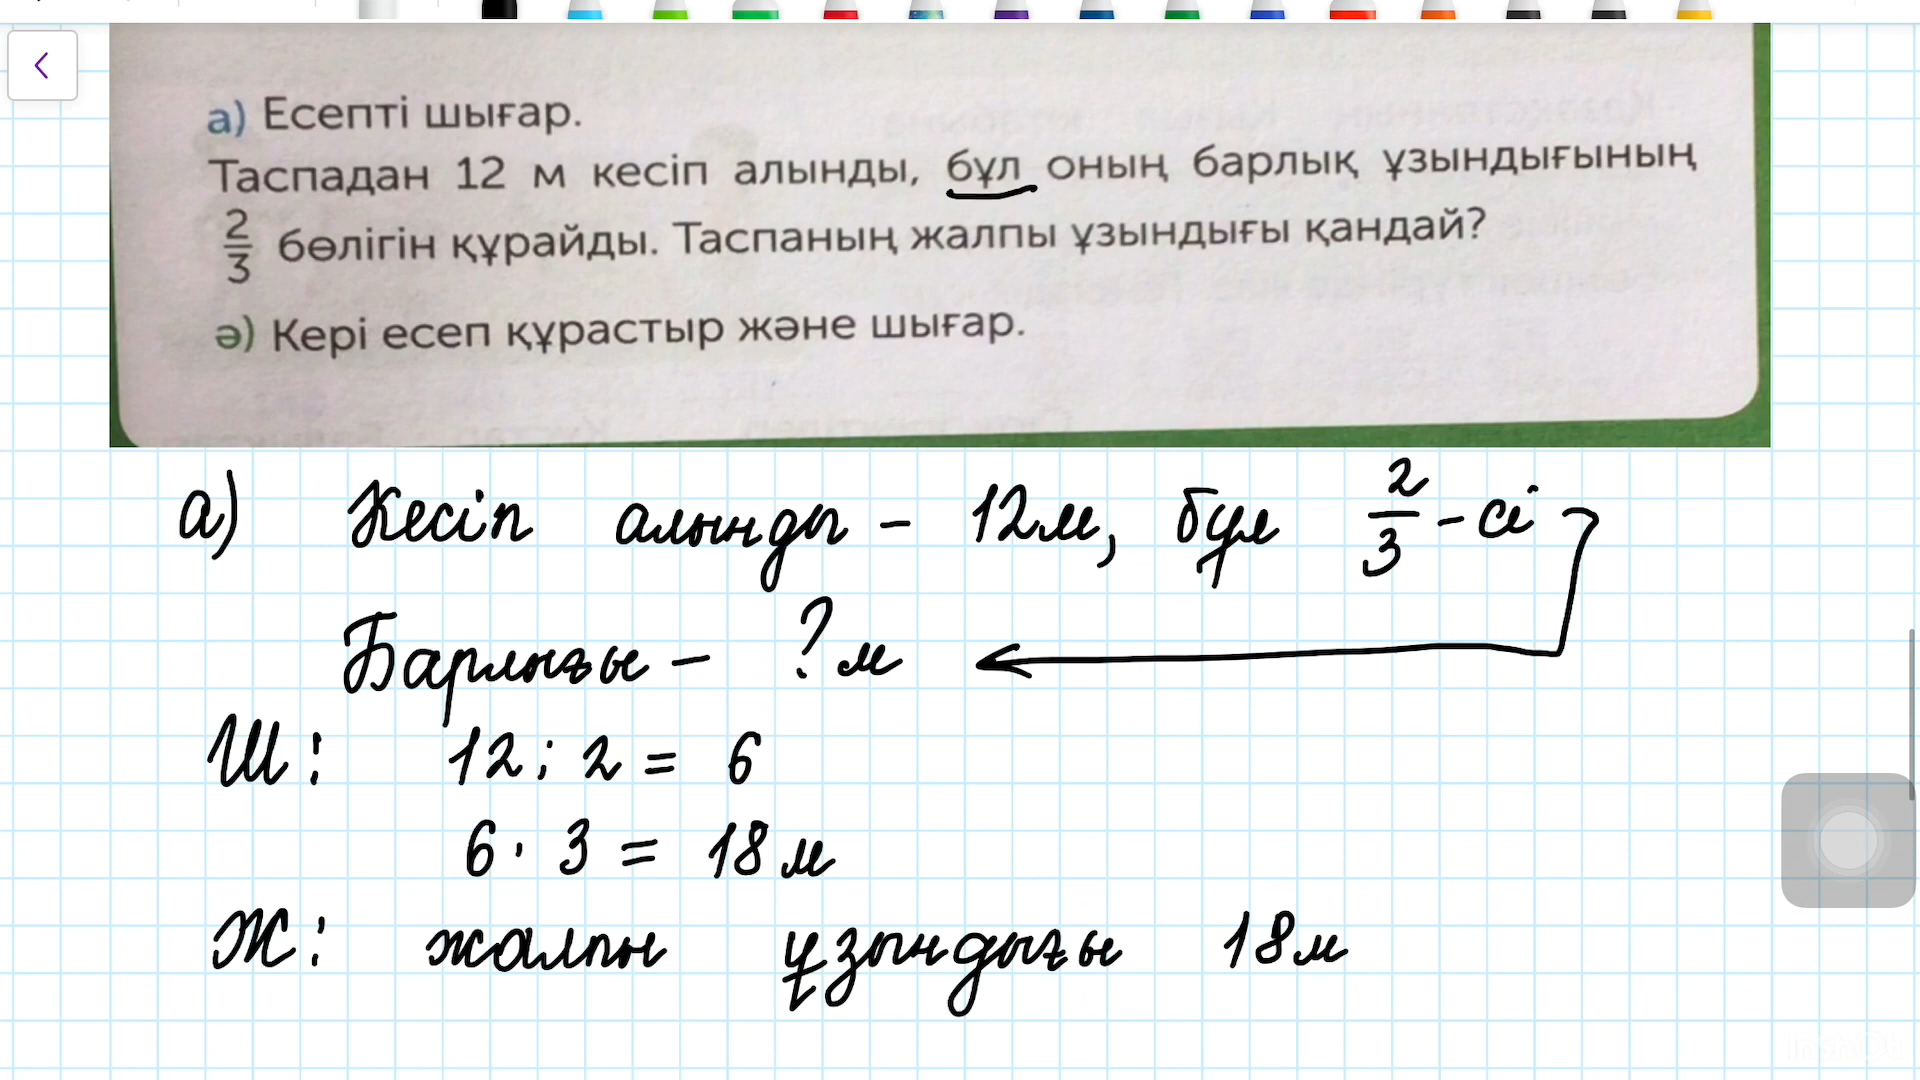 а) Есепті шығар.
Таспадан 12 м кесіп алынды, бұл оның барлық ұзындығының
2/3 бөлігін құрайды. Таспаның жалпы ұзындығы қандай?
ә) Кері есеп құрастыр және шығар.
а) Кесіп алынды - 12м, бұл 2/3 - сі
Барлығы - ? м
Ш: 12 : 2 = 6
6 · 3 = 18 м
Ж: жалпы ұзындығы 18 м